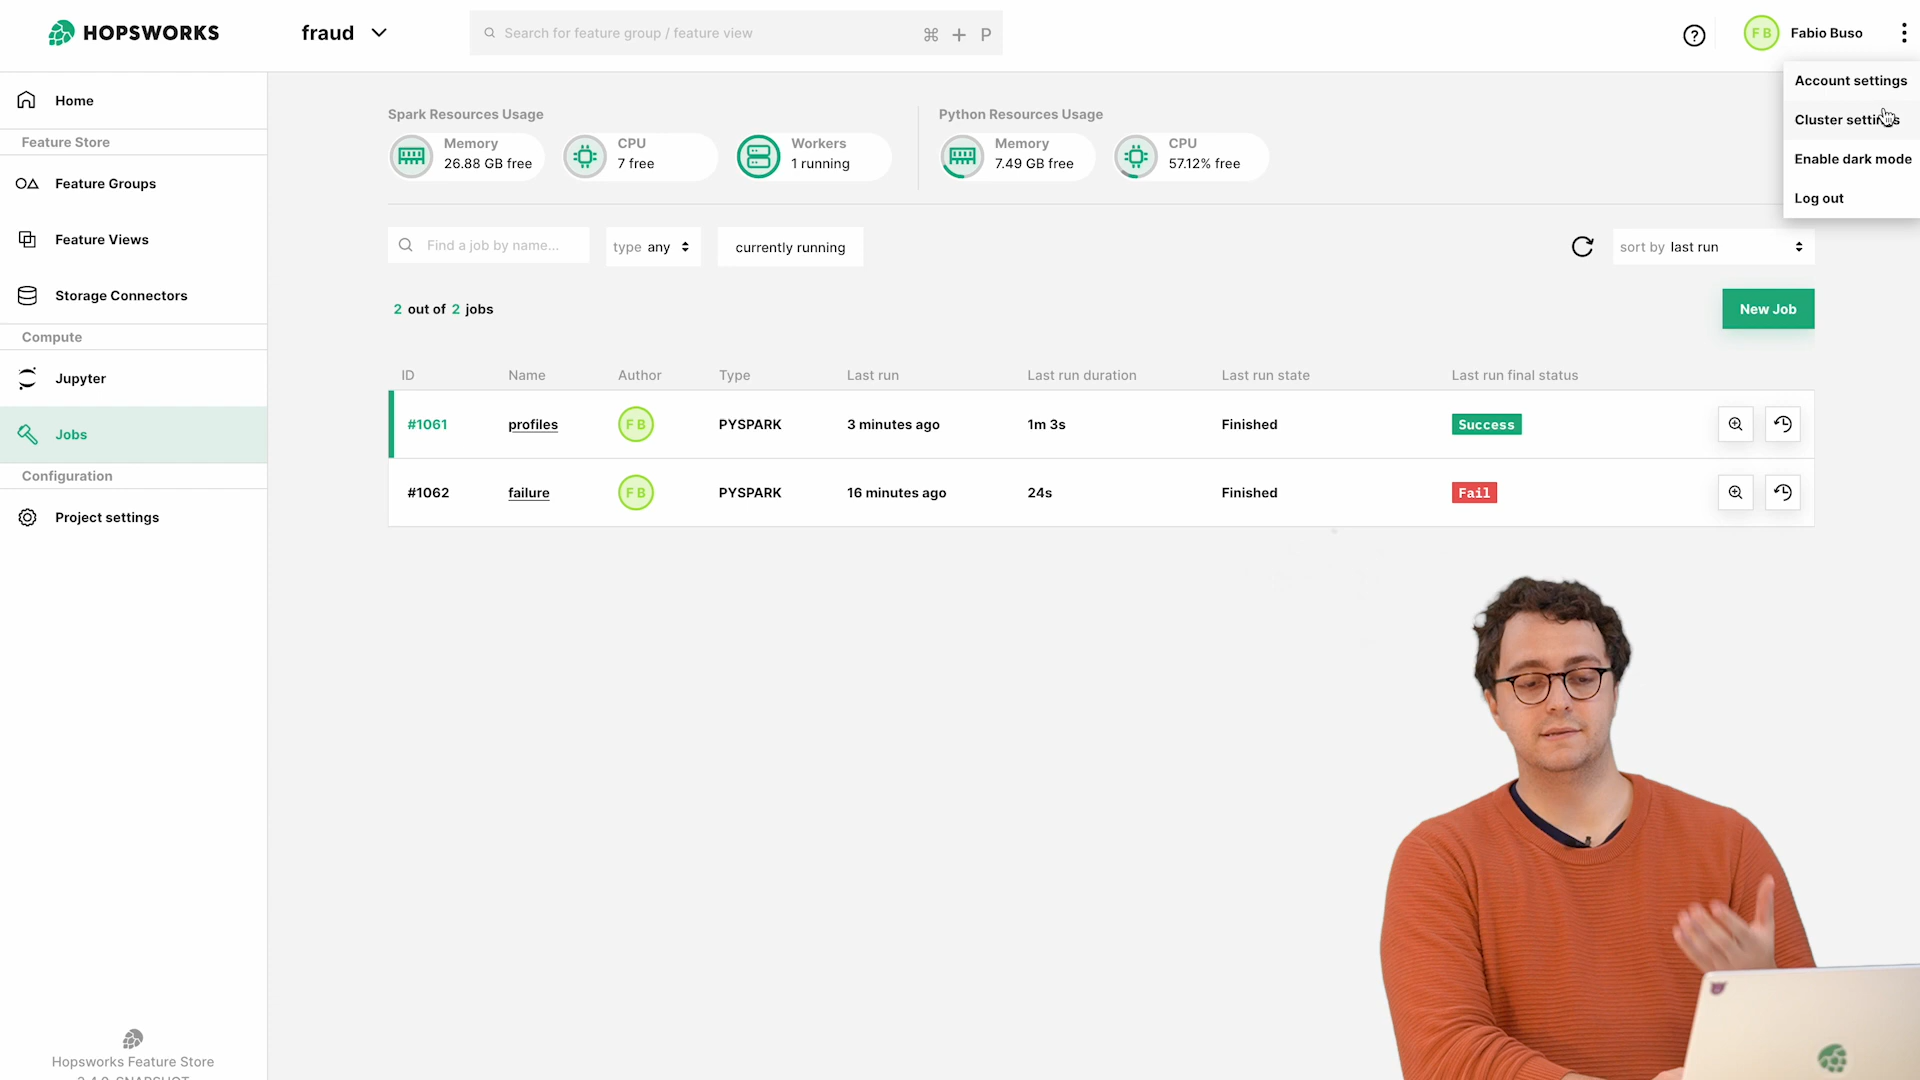 HOPSWORKS
fraud
Search for feature group / feature view
⌘ + P
FB Fabio Buso
Account settings
Cluster settings
Enable dark mode
Log out
Home
Feature Store
Feature Groups
Feature Views
Storage Connectors
Compute
Jupyter
Jobs
Configuration
Project settings
Hopsworks Feature Store
Spark Resources Usage
Memory
26.88 GB free
CPU
7 free
Workers
1 running
Python Resources Usage
Memory
7.49 GB free
CPU
57.12% free
Find a job by name...
type any
currently running
sort by last run
2 out of 2 jobs
New Job
ID Name Author Type Last run Last run duration Last run state Last run final status
#1061 profiles FB PYSPARK 3 minutes ago 1m 3s Finished Success
#1062 failure FB PYSPARK 16 minutes ago 24s Finished Fail